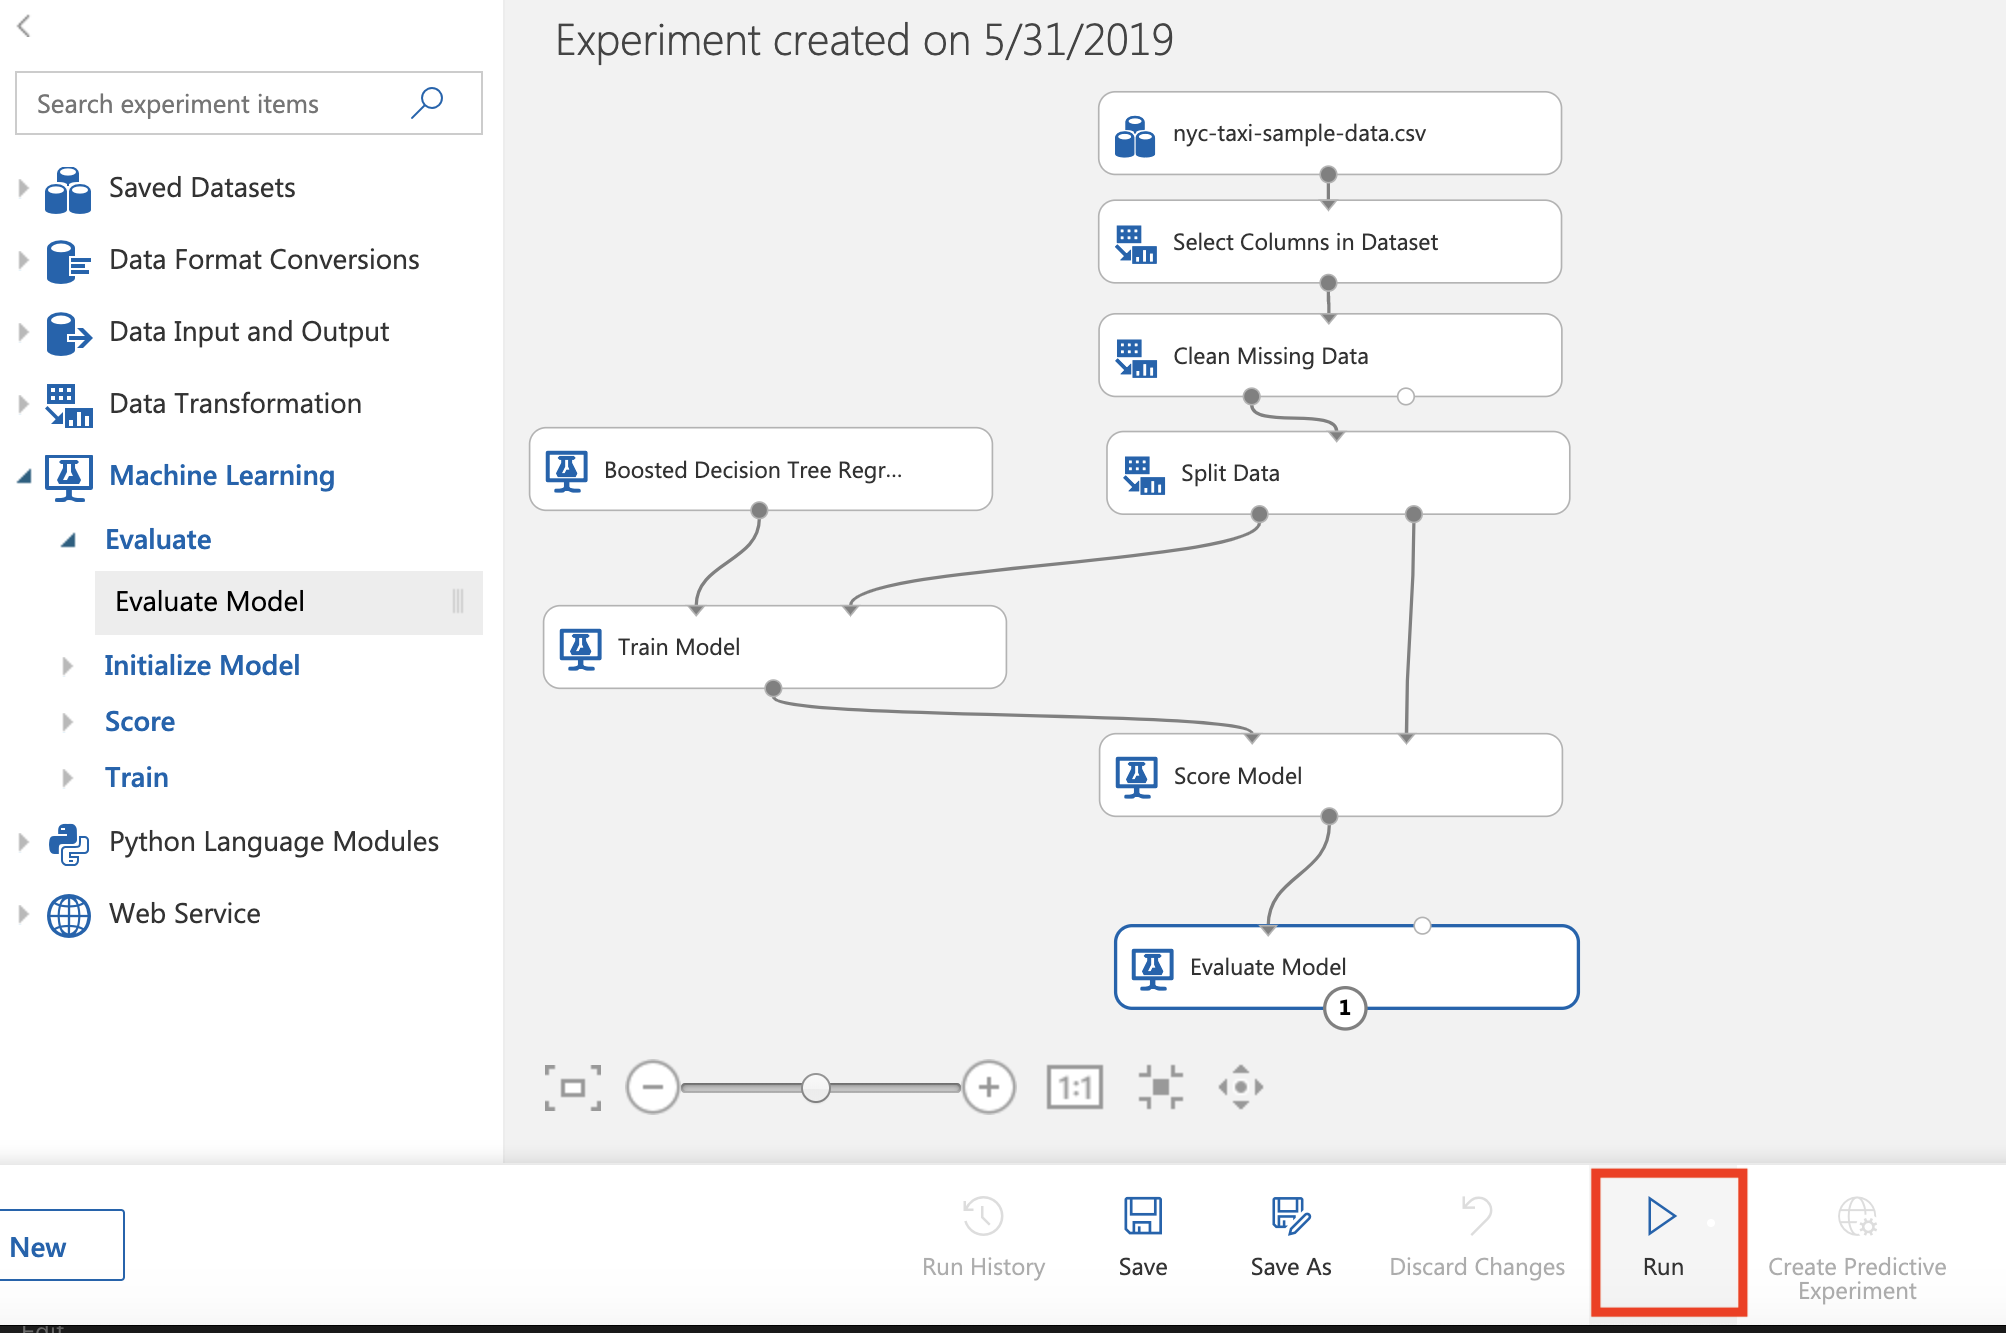 Experiment created on 5/31/2019
Search experiment items
Saved Datasets
Data Format Conversions
Data Input and Output
Data Transformation
Machine Learning
Evaluate
Evaluate Model
Initialize Model
Score
Train
Python Language Modules
Web Service
nyc-taxi-sample-data.csv
Select Columns in Dataset
Clean Missing Data
Boosted Decision Tree Regr...
Split Data
Train Model
Score Model
Evaluate Model
1
1:1
New
Run History
Save
Save As
Discard Changes
Run
Create Predictive
Experiment
Edit